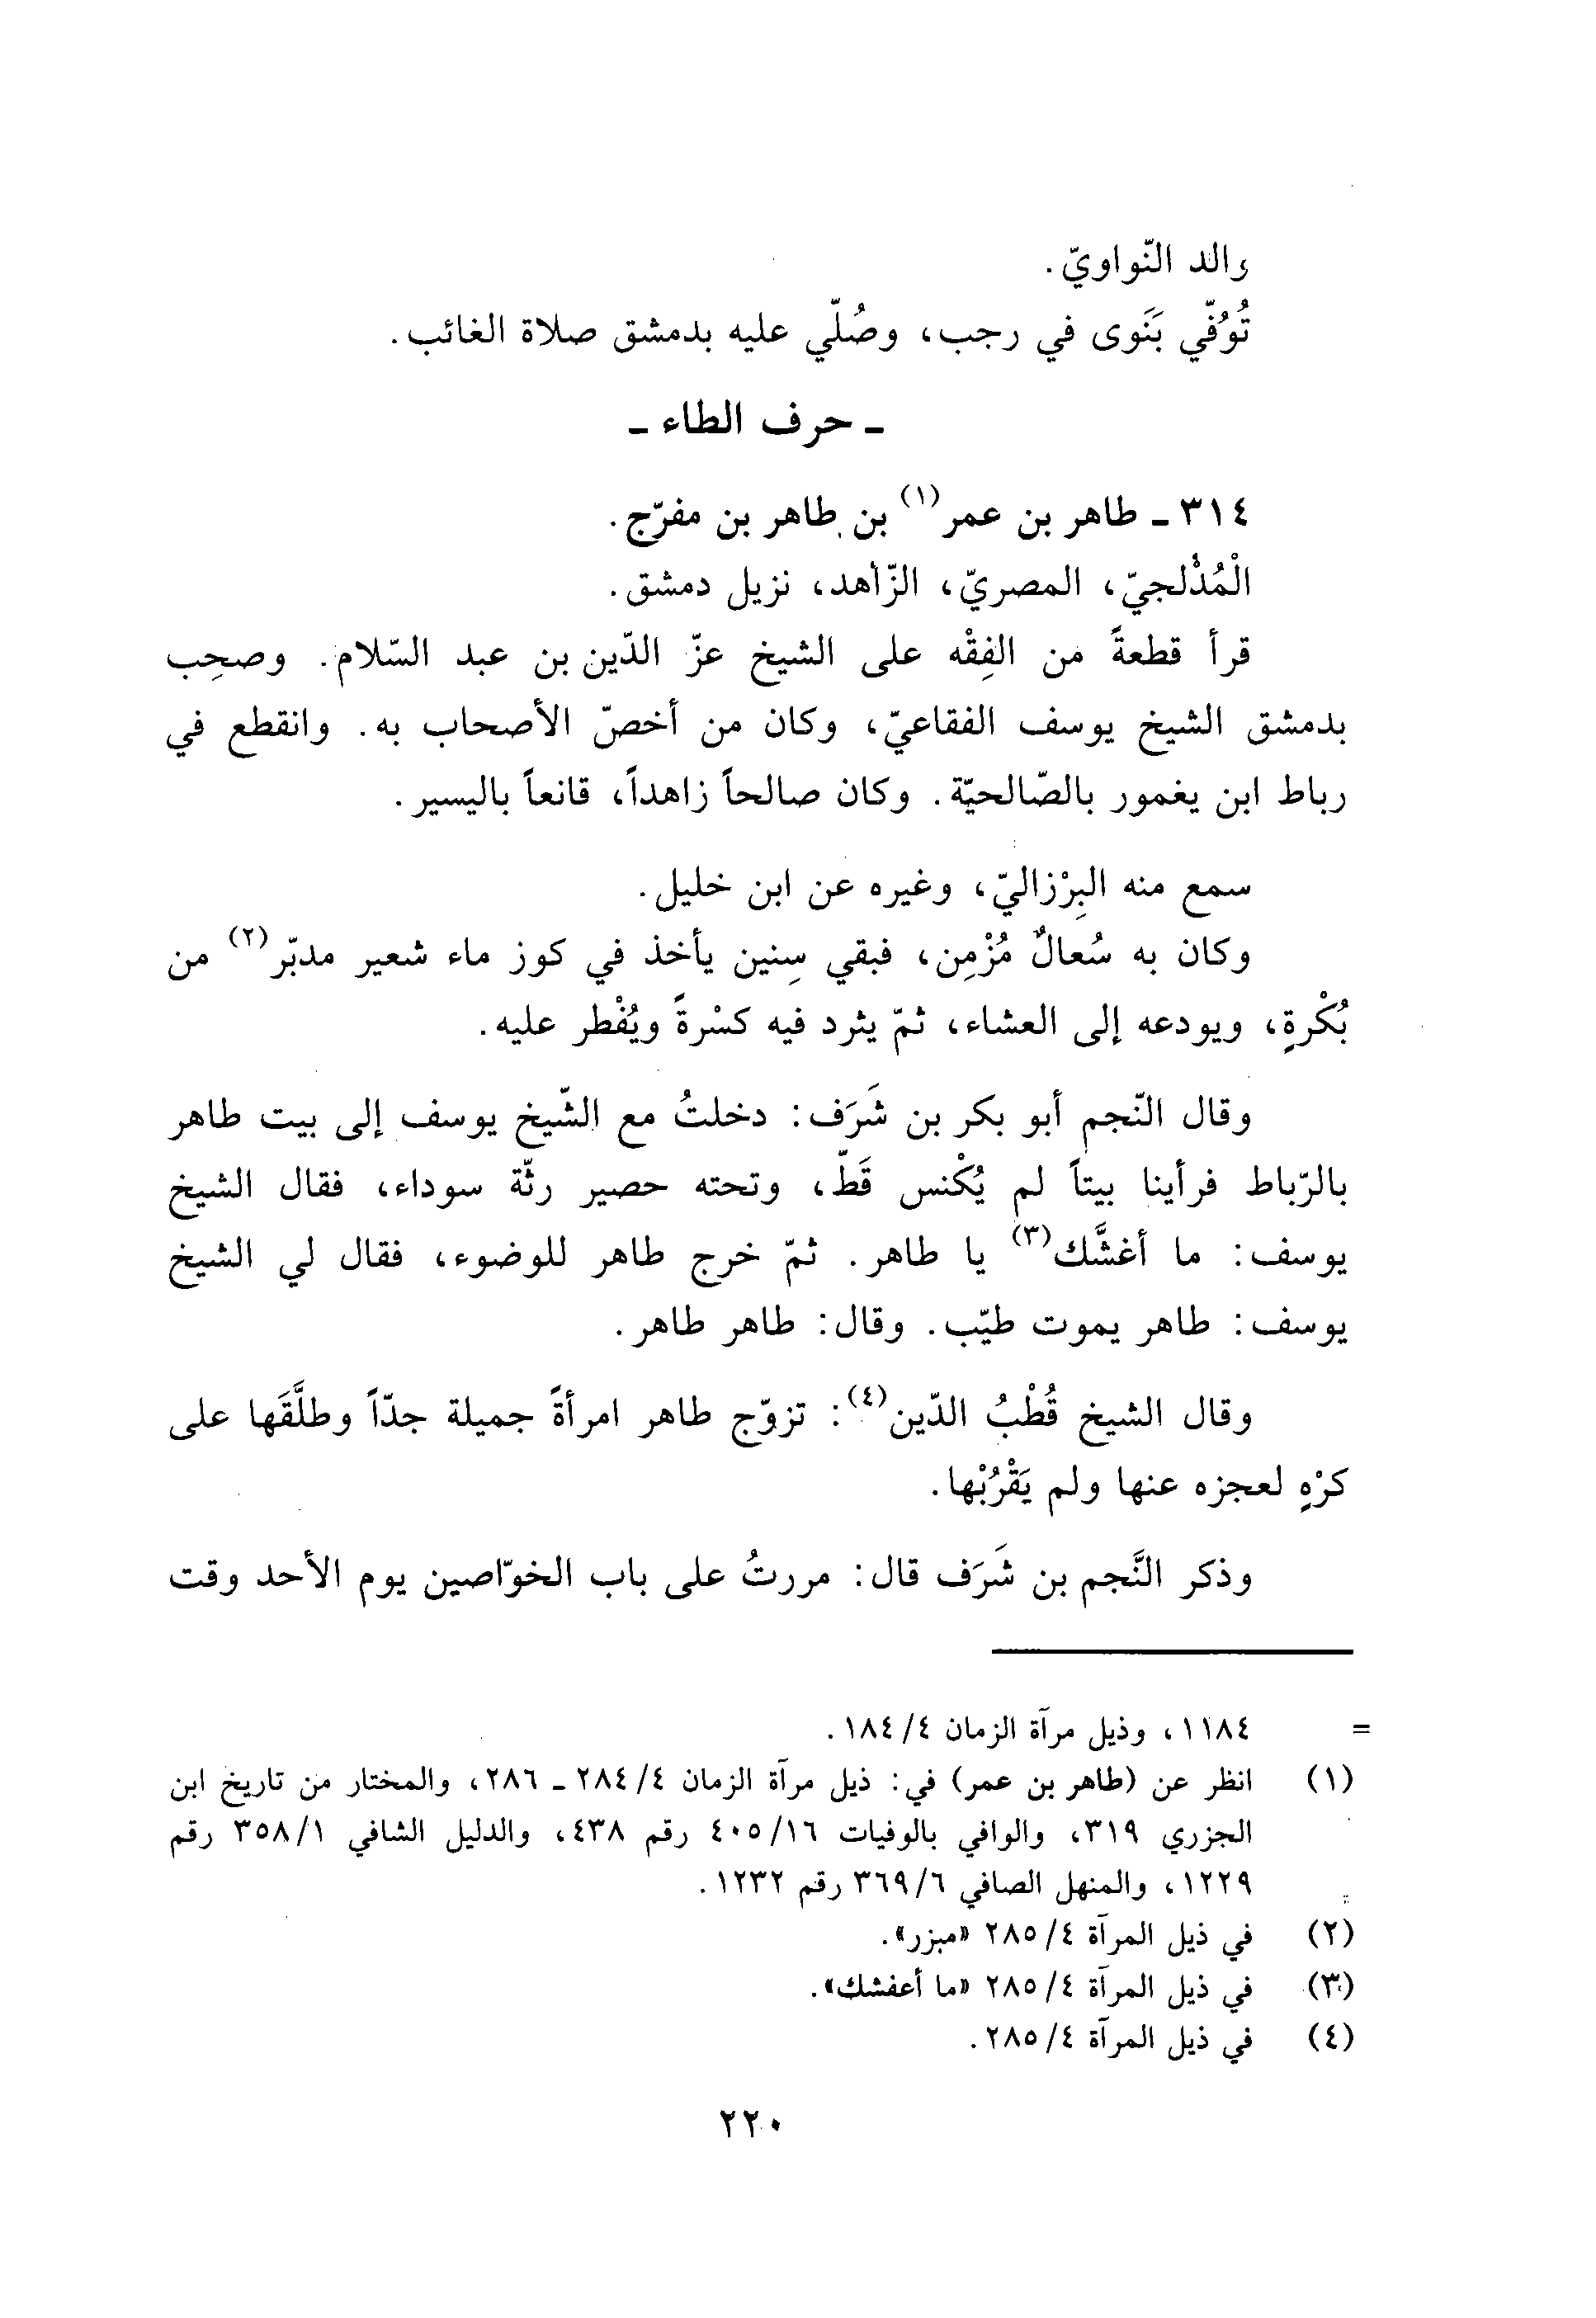 والد النّواويّ.
تُوُفّي بَنَوى في رجب، وصُلّي عليه بدمشق صلاة الغائب.
ـ حرف الطاء ـ
٣١٤ ـ طاهر بن عمر(١) بن طاهر بن مفرّج.
الْمُذْلجيّ، المصريّ، الزّاهد، نزيل دمشق.
قرأ قطعةً من الفِقْه على الشيخ عزّ الدّين بن عبد السّلام. وصحِب
بدمشق الشيخ يوسف الفقاعيّ، وكان من أخصّ الأصحاب به. وانقطع في
رباط ابن يغمور بالصّالحيّة. وكان صالحاً زاهداً، قانعاً باليسير.
سمع منه البِرْزاليّ، وغيره عن ابن خليل.
وكان به سُعالٌ مُزْمِن، فبقي سِنين يأخذ في كوز ماء شعير مدبّر(٢) من
بُكْرةٍ، ويودعه إلى العشاء، ثمّ يثرد فيه كسْرةً ويُفْطر عليه.
وقال النّجم أبو بكر بن شَرَف: دخلتُ مع الشّيخ يوسف إلى بيت طاهر
بالرّباط فرأينا بيتاً لم يُكْنس قَطّ، وتحته حصير رثّة سوداء، فقال الشيخ
يوسف: ما أغشَّك(٣) يا طاهر. ثمّ خرج طاهر للوضوء، فقال لي الشيخ
يوسف: طاهر يموت طيّب. وقال: طاهر طاهر.
وقال الشيخ قُطْبُ الدّين(٤): تزوّج طاهر امرأةً جميلة جدّاً وطلَّقَها على
كرْهٍ لعجزه عنها ولم يَقْرُبْها.
وذكر النَّجم بن شَرَف قال: مررتُ على باب الخوّاصين يوم الأحد وقت
= ١١٨٤، وذيل مرآة الزمان ١٨٤/٤.
(١) انظر عن (طاهر بن عمر) في: ذيل مرآة الزمان ٢٨٤/٤ ـ ٢٨٦، والمختار من تاريخ ابن
الجزري ٣١٩، والوافي بالوفيات ٤٠٥/١٦ رقم ٤٣٨، والدليل الشافي ٣٥٨/١ رقم
١٢٢٩، والمنهل الصافي ٣٦٩/٦ رقم ١٢٣٢.
(٢) في ذيل المرآة ٢٨٥/٤ «مبزر».
(٣) في ذيل المرآة ٢٨٥/٤ «ما أعفشك».
(٤) في ذيل المرآة ٢٨٥/٤.
٢٢٠